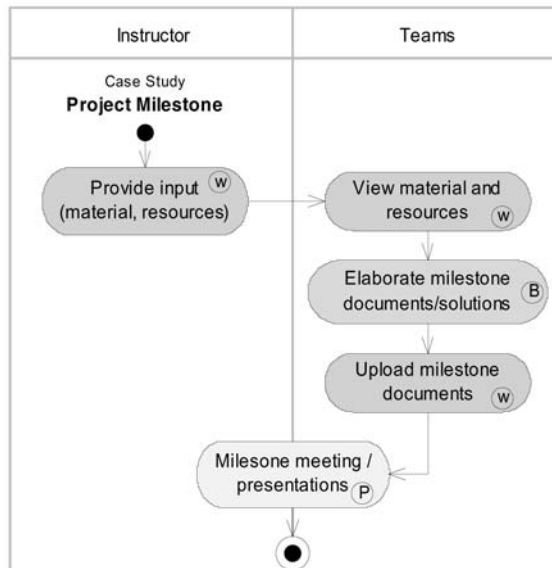 Instructor
Teams
Case Study
Project Milestone
Provide input w
(material, resources)
View material and
resources w
Elaborate milestone
documents/solutions B
Upload milestone
documents w
Milesone meeting /
presentations P